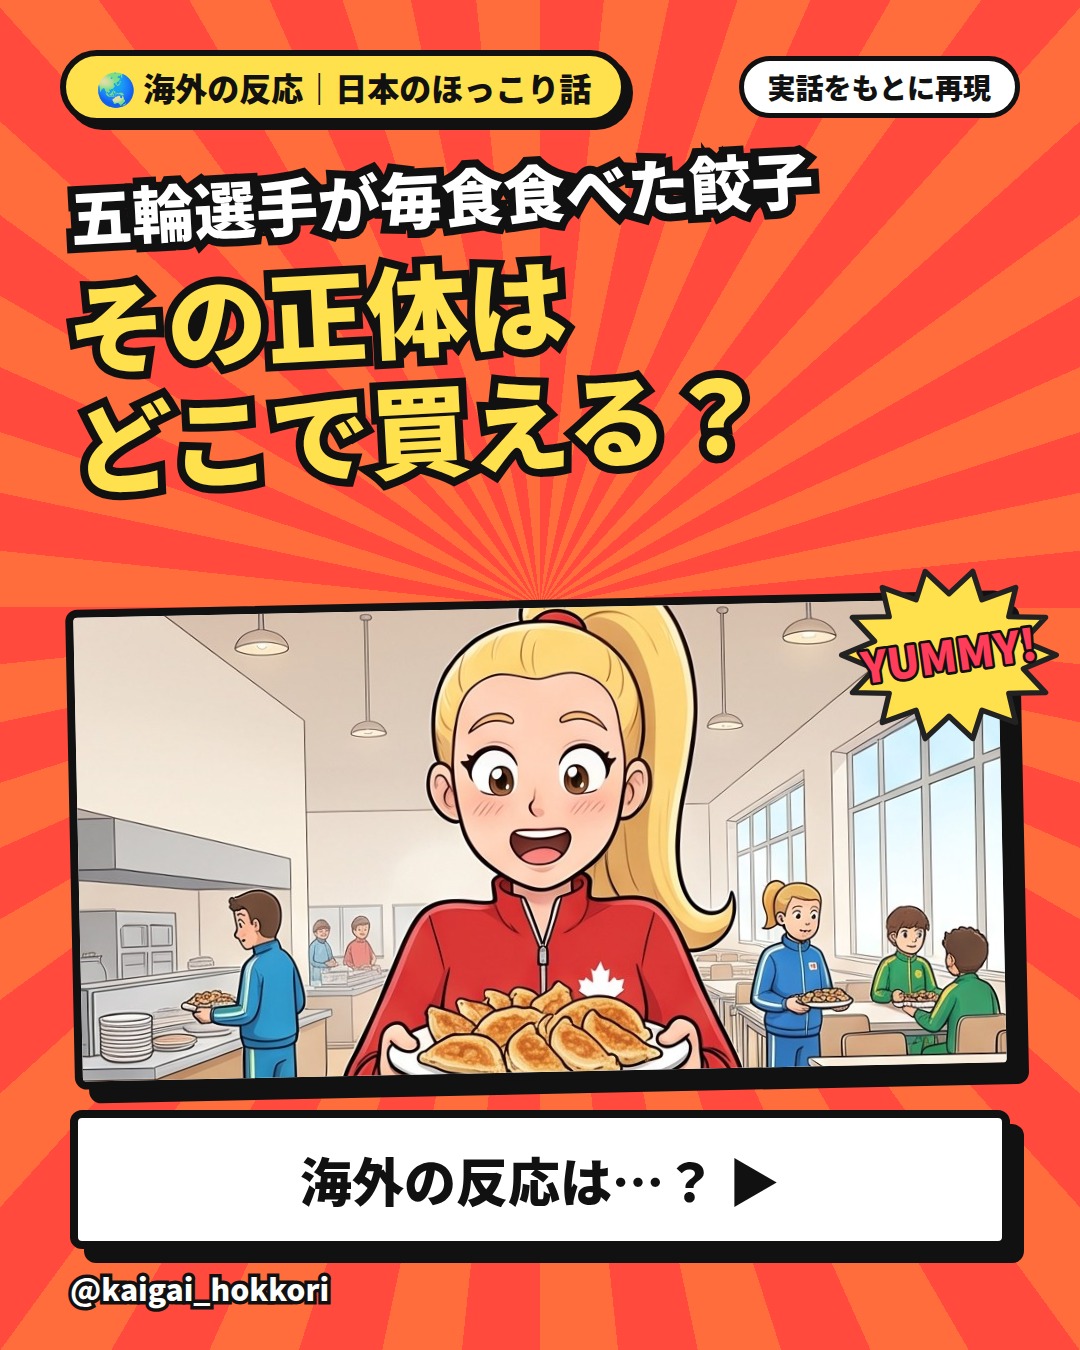 🌏 海外の反応｜日本のほっこり話
実話をもとに再現
五輪選手が毎食食べた餃子
その正体は
どこで買える？
YUMMY!
海外の反応は…？ ▶
@kaigai_hokkori